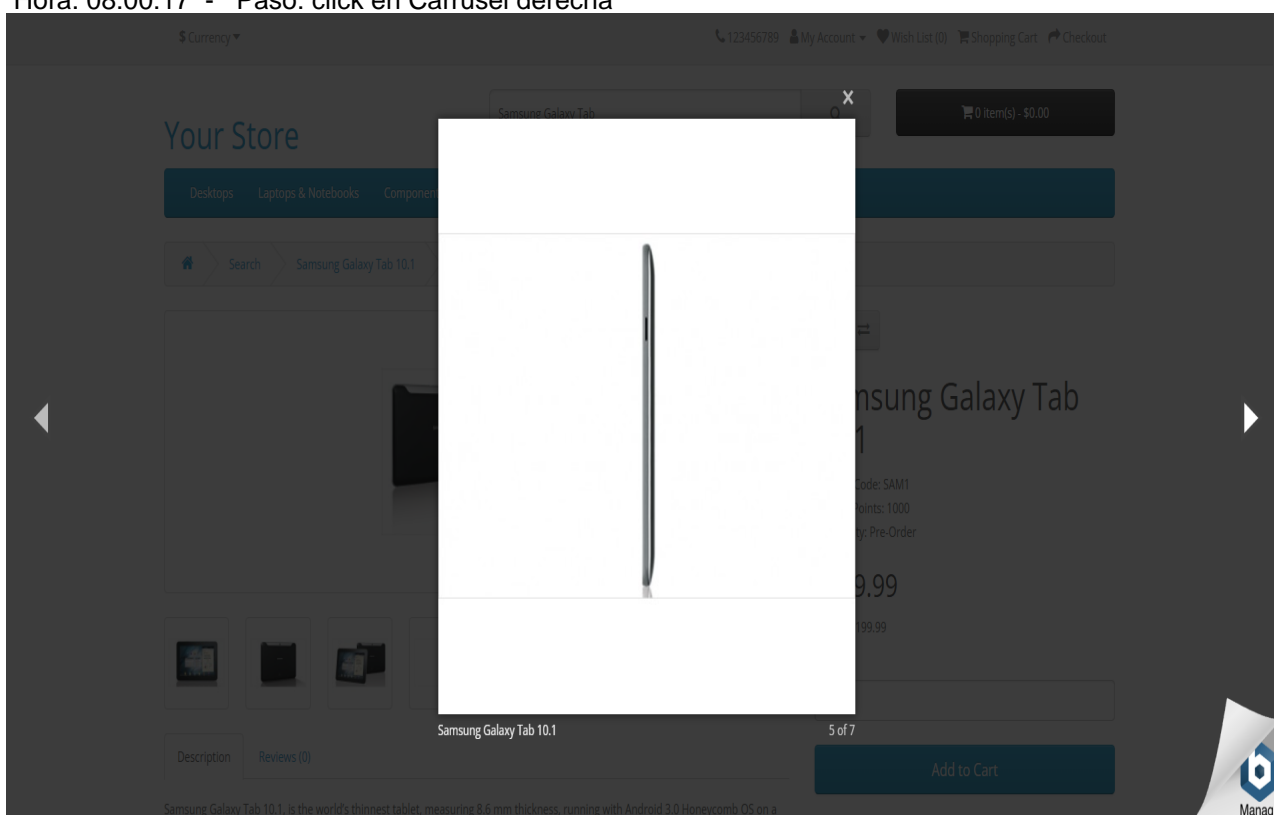 Hora: 08:00:17 - Paso: click en Carrusel derecha
$ Currency
123456789 My Account Wish List (0) Shopping Cart Checkout
x
Samsung Galaxy Tab
0 item(s) - $0.00
Your Store
Desktops Laptops & Notebooks Component
Search Samsung Galaxy Tab 10.1
msung Galaxy Tab
1
Code: SAM1
Points: 1000
ty: Pre-Order
9.99
199.99
Samsung Galaxy Tab 10.1 5 of 7
Description Reviews (0)
Add to Cart
Samsung Galaxy Tab 10.1, is the world's thinnest tablet, measuring 8.6 mm thickness, running with Android 3.0 Honeycomb OS on a
b
Manag